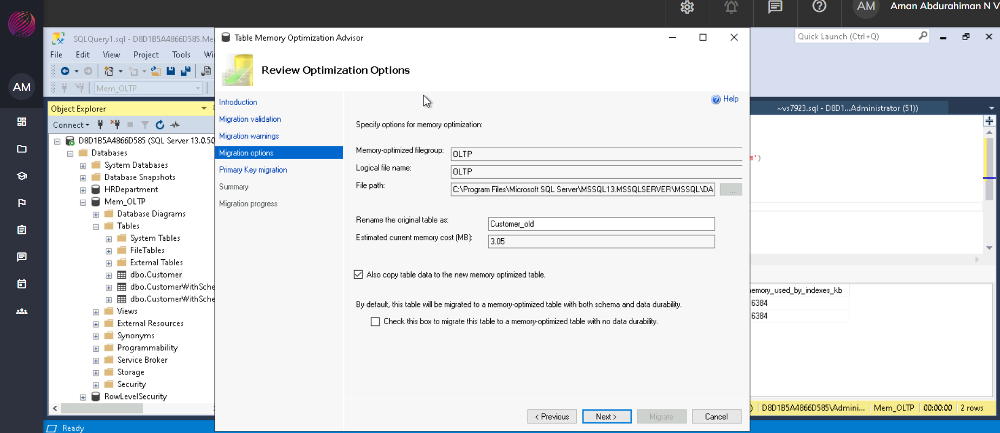 AM
Aman Abdurahiman N V
AM
SQLQuery1.sql - D8D1B5A4866D585.Me
Quick Launch (Ctrl+Q)
File Edit View Project Tools
Mem_OLTP
Object Explorer
Connect
D8D1B5A4866D585 (SQL Server 13.0.50
Databases
System Databases
Database Snapshots
HRDepartment
Mem_OLTP
Database Diagrams
Tables
System Tables
FileTables
External Tables
dbo.Customer
dbo.CustomerWithSche
dbo.CustomerWithSche
Views
External Resources
Synonyms
Programmability
Service Broker
Storage
Security
RowLevelSecurity
Ready
Table Memory Optimization Advisor
Review Optimization Options
Introduction
Migration validation
Migration warnings
Migration options
Primary Key migration
Summary
Migration progress
Help
Specify options for memory optimization:
Memory-optimized filegroup: OLTP
Logical file name: OLTP
File path: C:\Program Files\Microsoft SQL Server\MSSQL13.MSSQLSERVER\MSSQL\DA ...
Rename the original table as: Customer_old
Estimated current memory cost (MB): 3.05
Also copy table data to the new memory optimized table.
By default, this table will be migrated to a memory-optimized table with both schema and data durability.
Check this box to migrate this table to a memory-optimized table with no data durability.
< Previous Next > Migrate Cancel
~vs7923.sql - D8D1...Administrator (51))
m')
emory_used_by_indexes_kb
6384
6384
) D8D1B5A4866D585\Admini... Mem_OLTP 00:00:00 2 rows